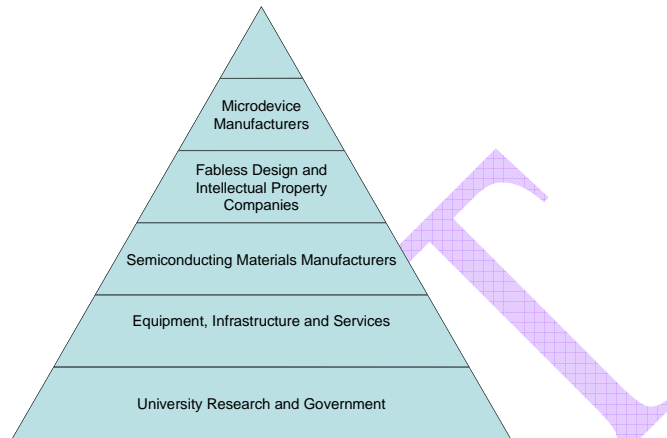 Microdevice
Manufacturers
Fabless Design and
Intellectual Property
Companies
Semiconducting Materials Manufacturers
Equipment, Infrastructure and Services
University Research and Government
T